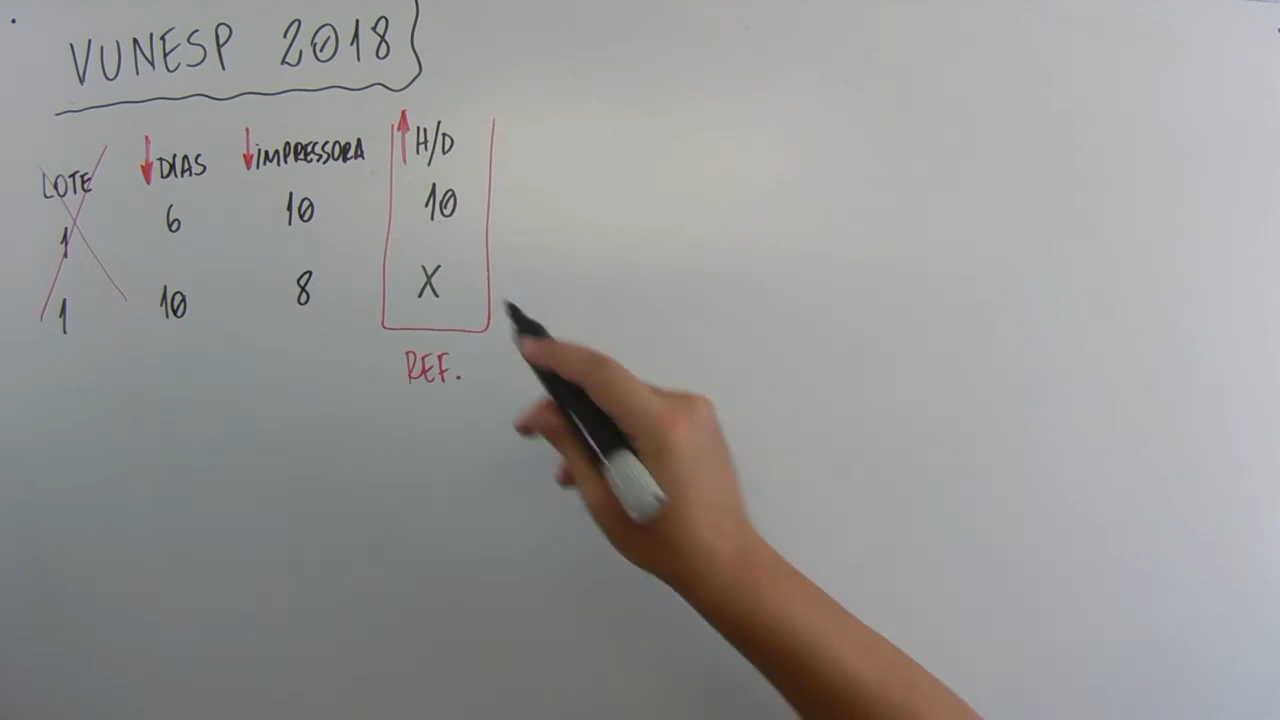 VUNESP 2018
LOTE DIAS IMPRESSORA H/D
1 6 10 10
1 10 8 X
REF.